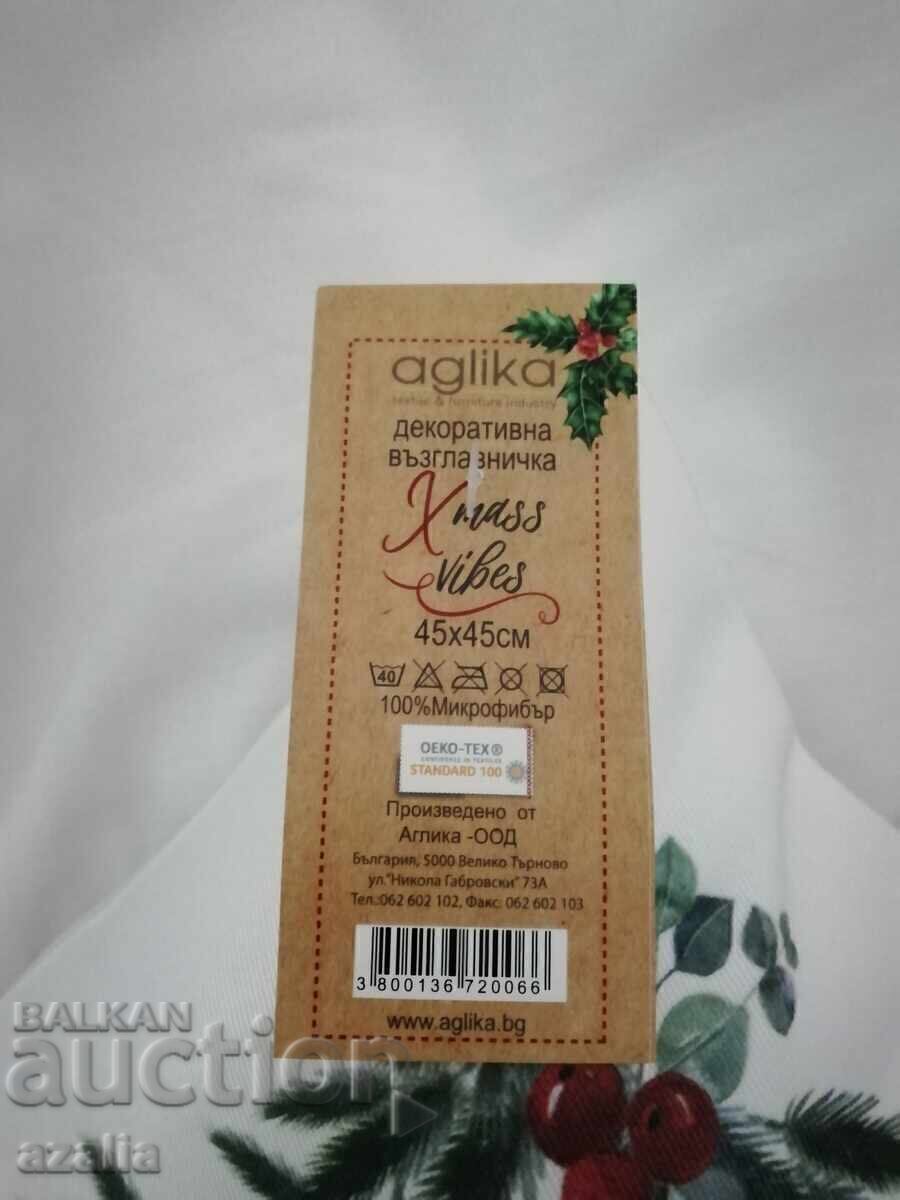 aglika
textile & furniture industry
декоративна
възглавничка
Xmass
vibes
45x45см
40
100%Микрофибър
OEKO-TEX®
CONFIDENCE IN TEXTILES
STANDARD 100
Произведено от
Аглика -ООД
България, 5000 Велико Търново
ул."Никола Габровски" 73А
Тел.:062 602 102, Факс: 062 602 103
3 800136 720066
www.aglika.bg
BALKAN
auction
azalia